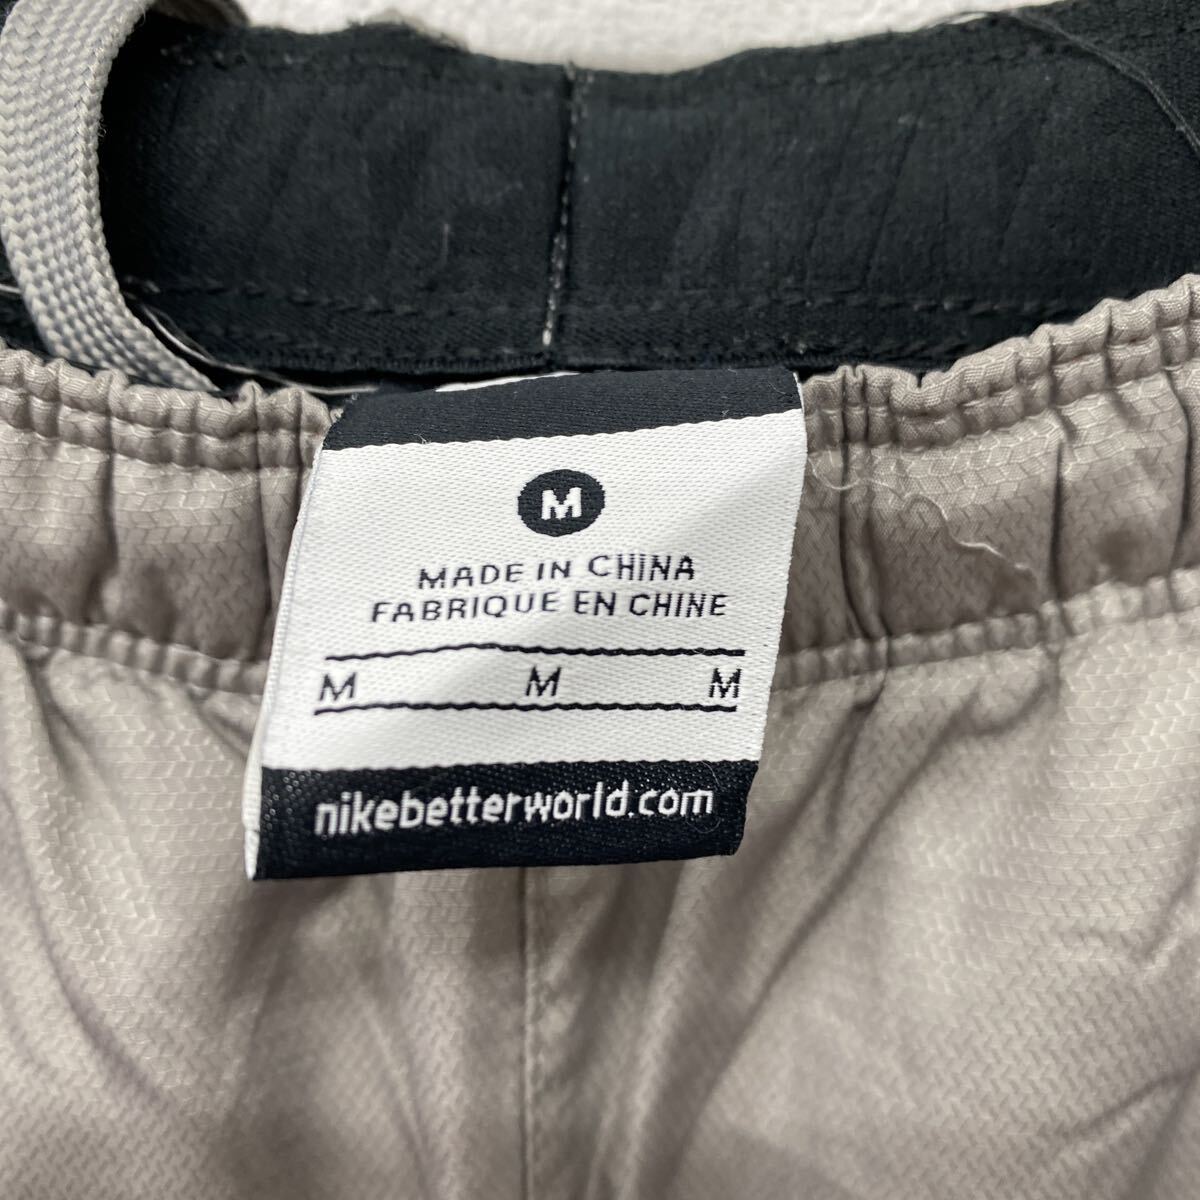 M
MADE IN CHINA
FABRIQUE EN CHINE
M M M
nikebetterworld.com